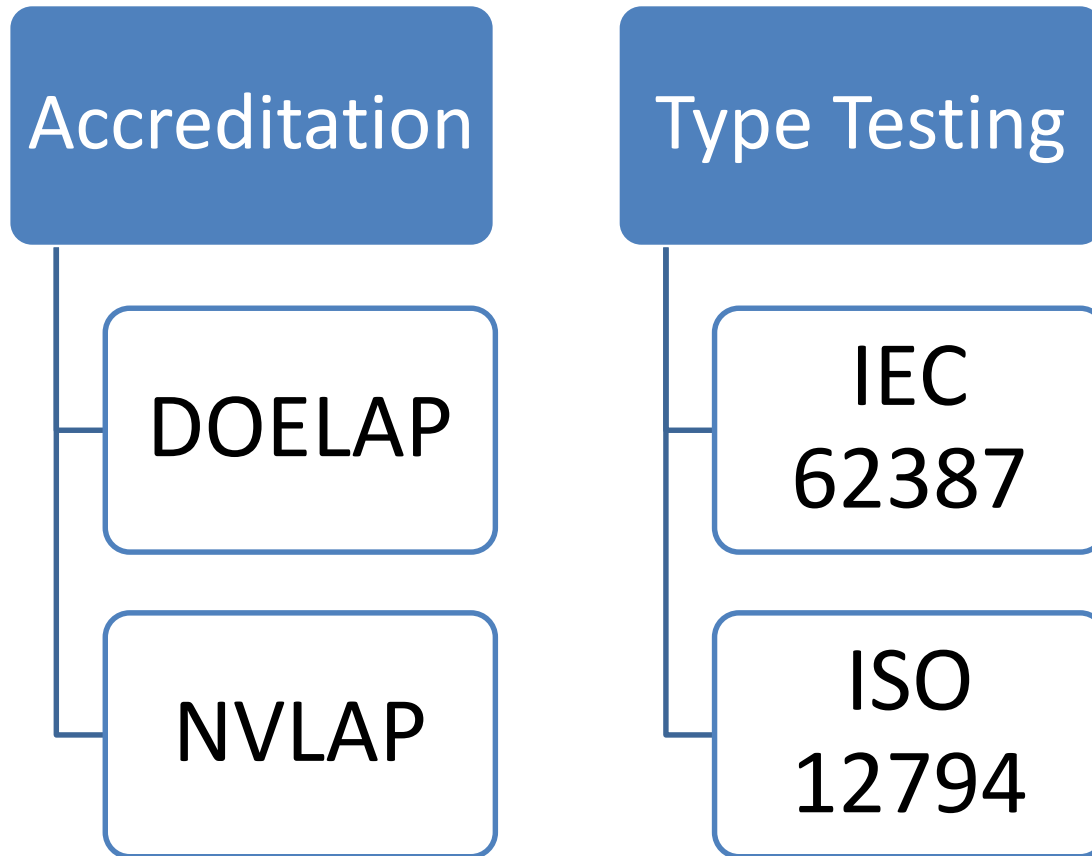 Accreditation
DOELAP
NVLAP
Type Testing
IEC
62387
ISO
12794